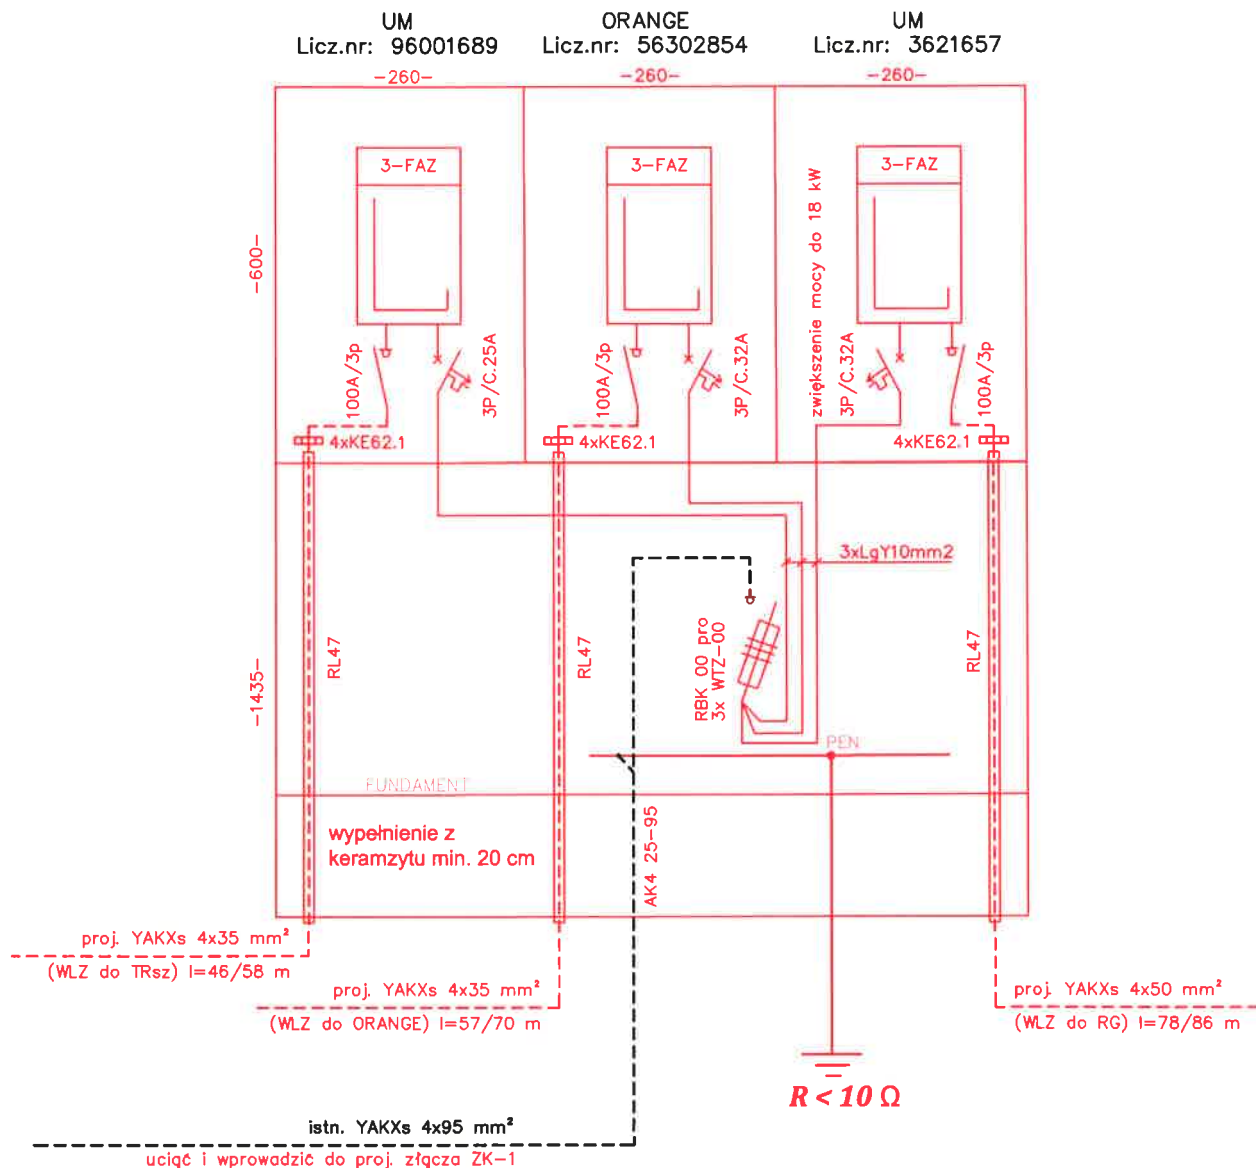 UM
Licz.nr: 96001689
ORANGE
Licz.nr: 56302854
UM
Licz.nr: 3621657
-260-
-260-
-260-
3-FAZ
3-FAZ
3-FAZ
-600-
zwiększenie mocy do 18 kW
100A/3p
3P/C.25A
100A/3p
3P/C.32A
3P/C.32A
100A/3p
4xKE62.1
4xKE62.1
4xKE62.1
3xLgY10mm2
RL47
RL47
RBK 00 pro
3x WTZ-00
RL47
-1435-
PEN
FUNDAMENT
wypełnienie z
keramzytu min. 20 cm
AK4 25-95
proj. YAKXs 4x35 mm²
(WLZ do TRsz) l=46/58 m
proj. YAKXs 4x35 mm²
(WLZ do ORANGE) l=57/70 m
proj. YAKXs 4x50 mm²
(WLZ do RG) l=78/86 m
R < 10 Ω
istn. YAKXs 4x95 mm²
uciąć i wprowadzić do proj. złącza ZK-1